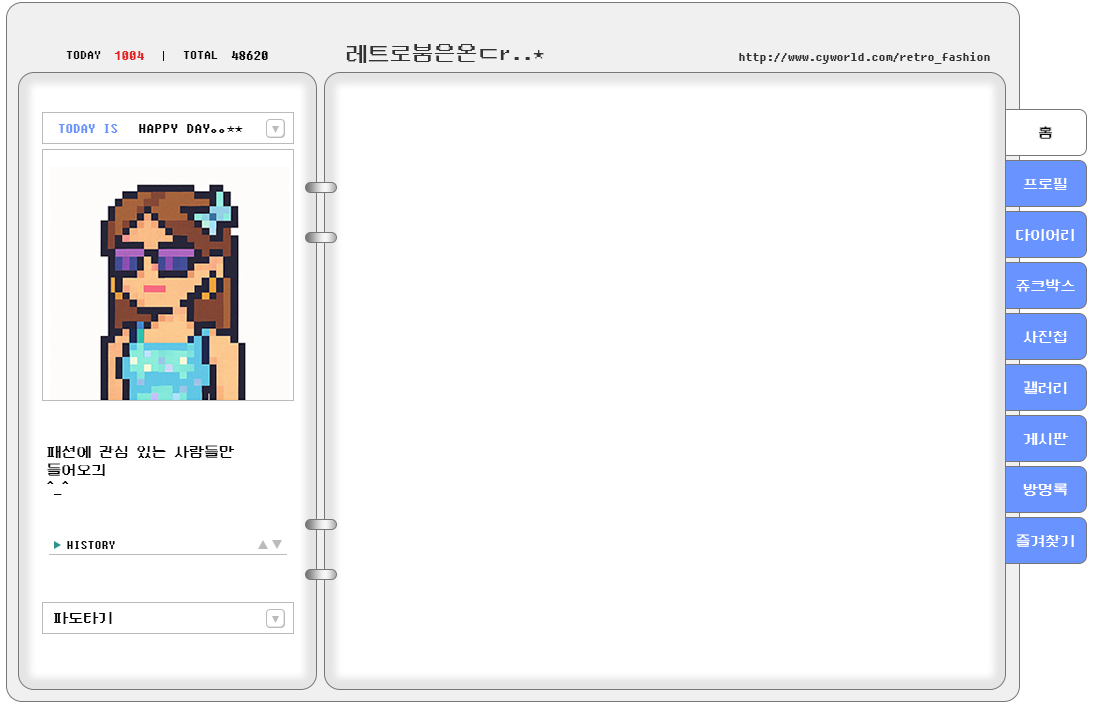 TODAY 1004 | TOTAL 48620
레트로붐은온ㄷr..*
http://www.cyworld.com/retro_fashion
TODAY IS HAPPY DAY｡｡**
패션에 관심 있는 사람들만
들어오긔
^_^
▶ HISTORY ▲▼
파도타기
홈
프로필
다이어리
쥬크박스
사진첩
갤러리
게시판
방명록
즐겨찾기